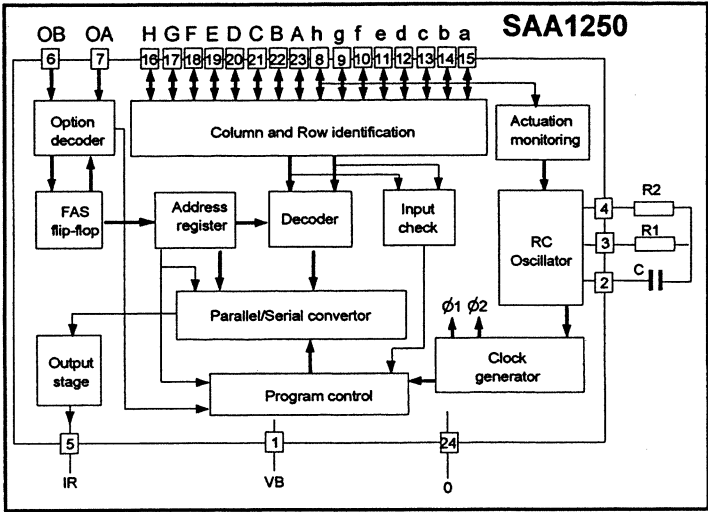 SAA1250
OB OA H G F E D C B A h g f e d c b a
6 7 16 17 18 19 20 21 22 23 8 9 10 11 12 13 14 15
Option decoder
Column and Row identification
Actuation monitoring
FAS flip-flop
Address register
Decoder
Input check
RC Oscillator
4 R2
3 R1
2 C
Parallel/Serial convertor
Ø1 Ø2
Output stage
Program control
Clock generator
5 1 24
IR VB 0